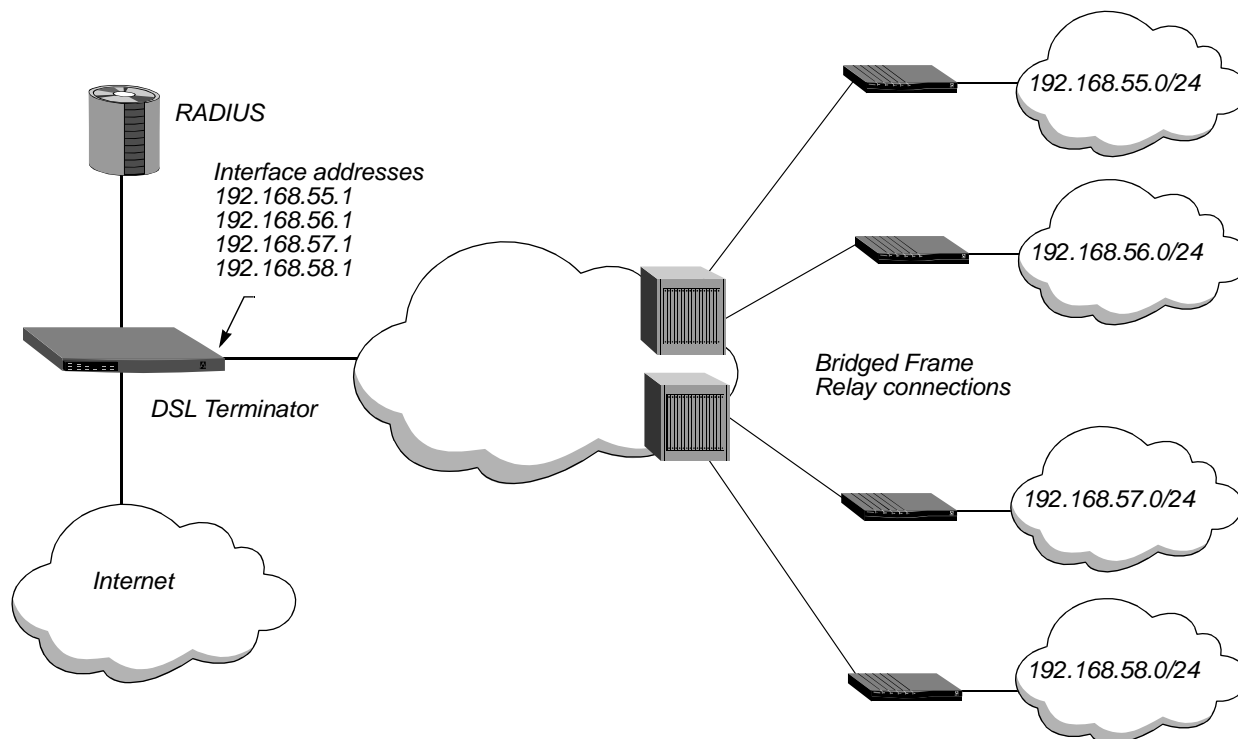 RADIUS
Interface addresses
192.168.55.1
192.168.56.1
192.168.57.1
192.168.58.1
DSL Terminator
Internet
192.168.55.0/24
192.168.56.0/24
Bridged Frame
Relay connections
192.168.57.0/24
192.168.58.0/24